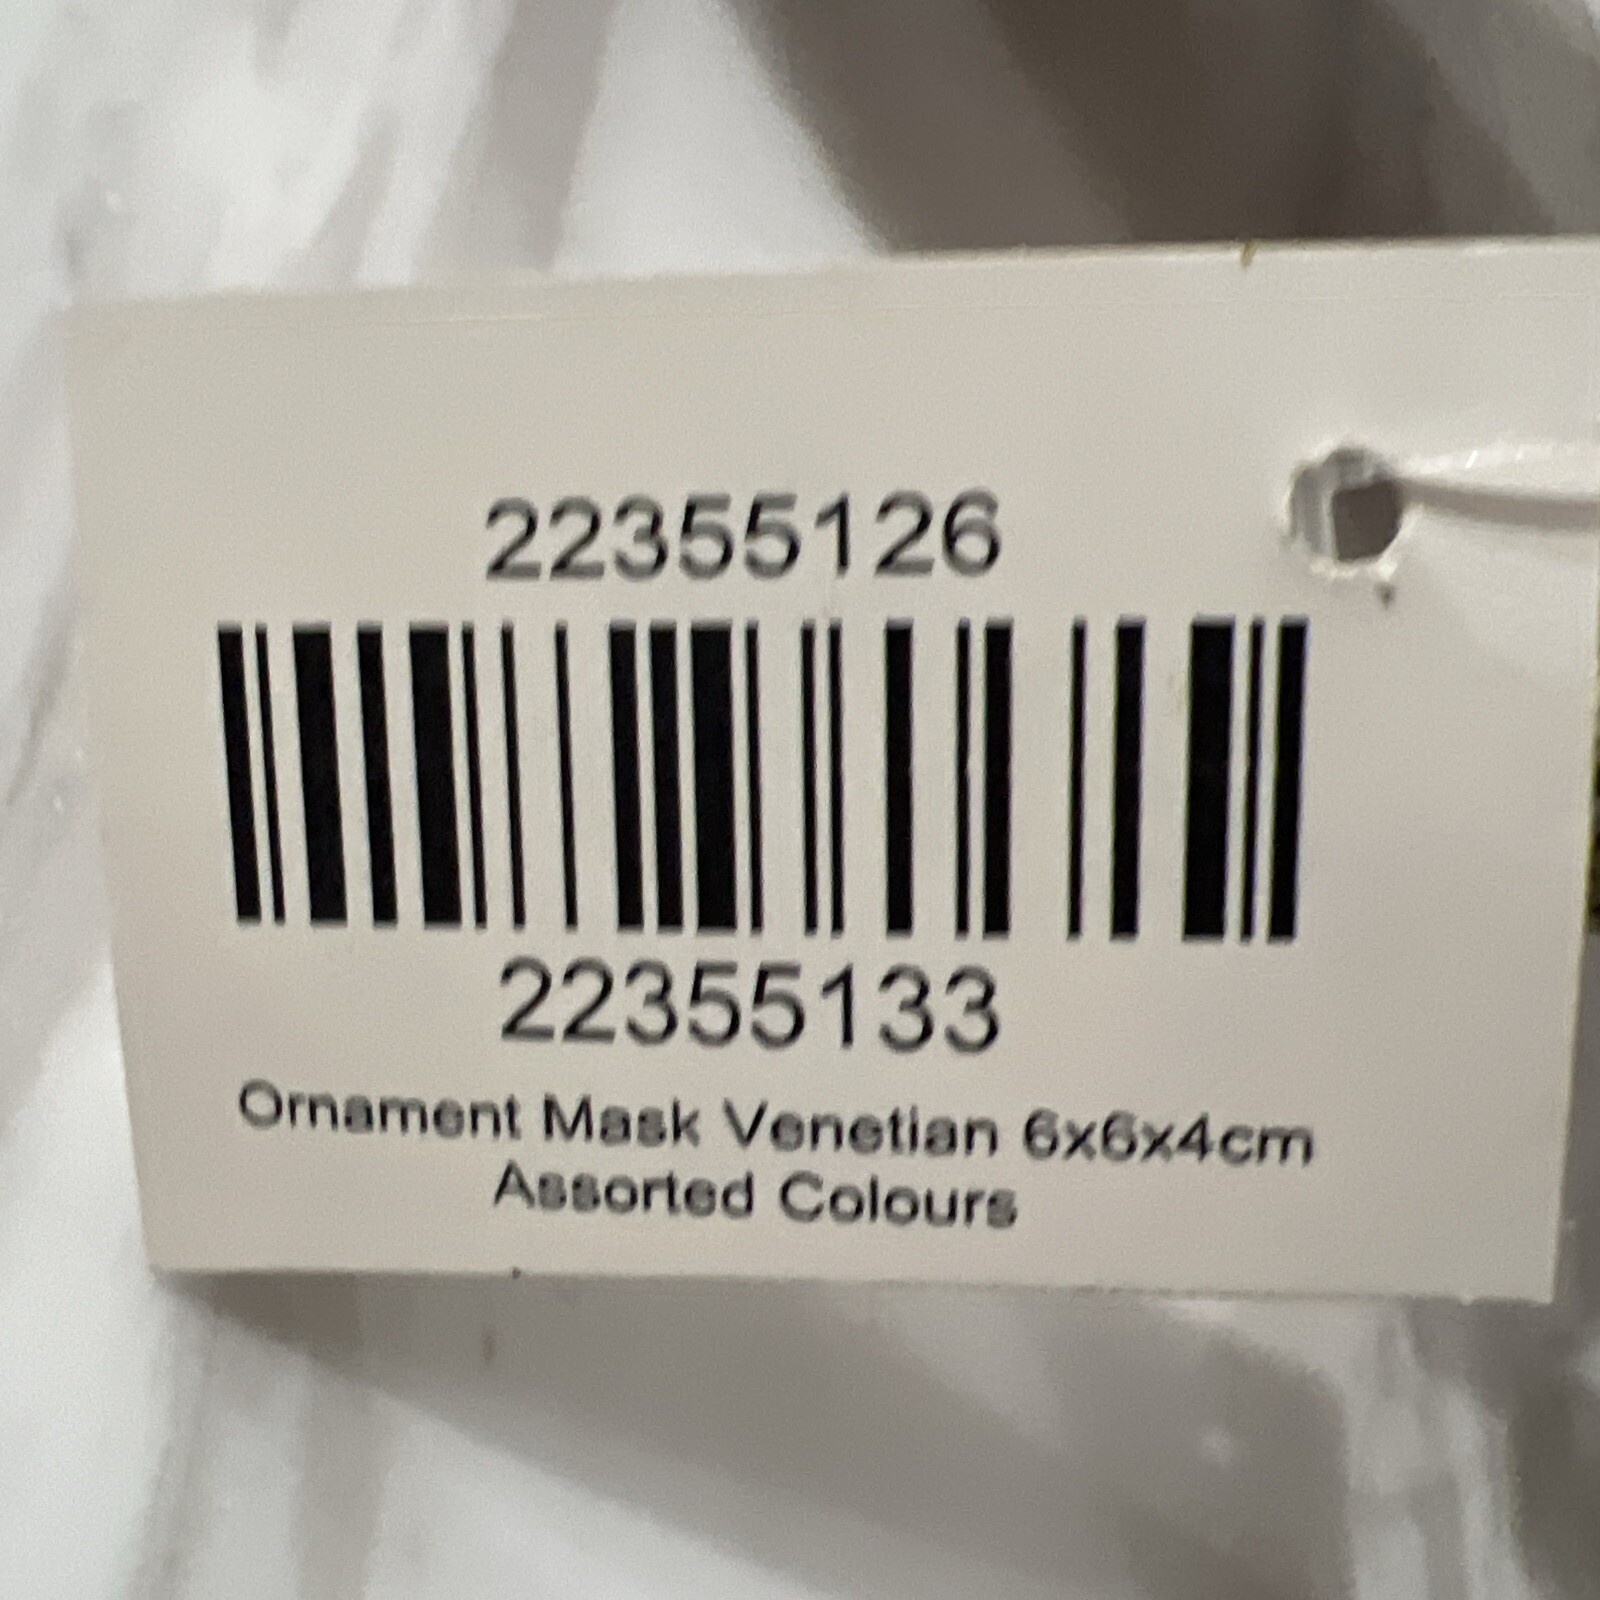 22355126
22355133
Ornament Mask Venetian 6x6x4cm
Assorted Colours